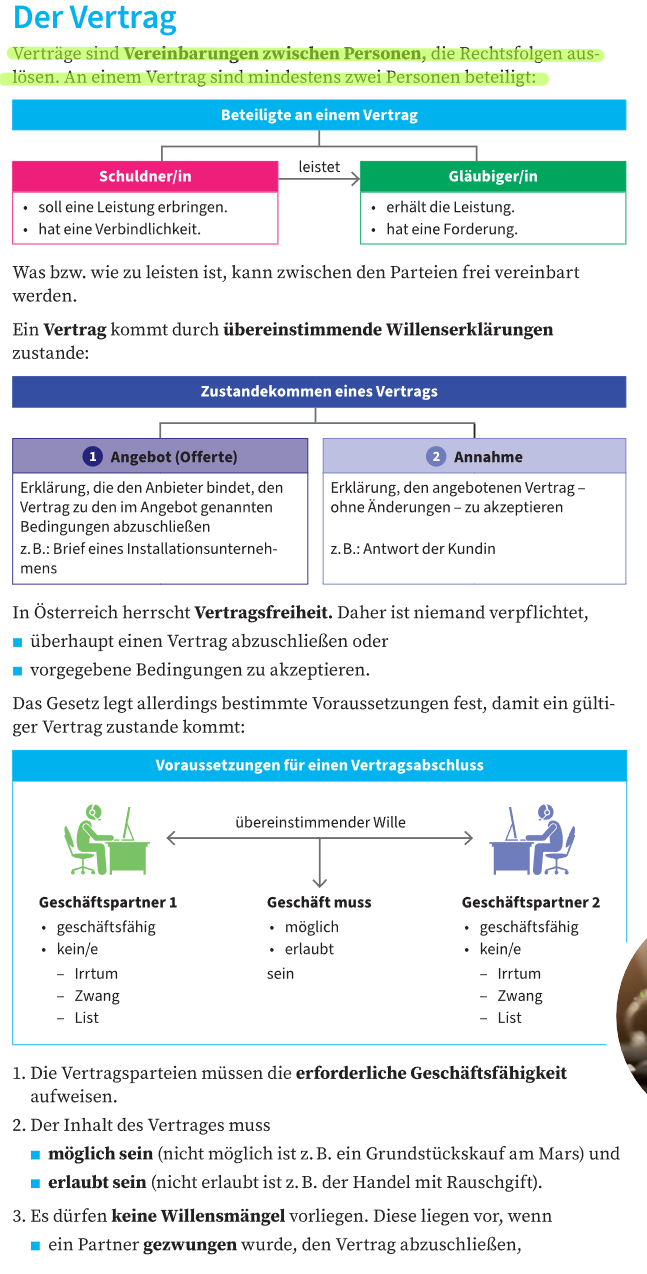 Der Vertrag
Verträge sind Vereinbarungen zwischen Personen, die Rechtsfolgen aus-
lösen. An einem Vertrag sind mindestens zwei Personen beteiligt:
Beteiligte an einem Vertrag
Schuldner/in
• soll eine Leistung erbringen.
• hat eine Verbindlichkeit.
leistet
Gläubiger/in
• erhält die Leistung.
• hat eine Forderung.
Was bzw. wie zu leisten ist, kann zwischen den Parteien frei vereinbart
werden.
Ein Vertrag kommt durch übereinstimmende Willenserklärungen
zustande:
Zustandekommen eines Vertrags
1 Angebot (Offerte)
Erklärung, die den Anbieter bindet, den
Vertrag zu den im Angebot genannten
Bedingungen abzuschließen
z. B.: Brief eines Installationsunterneh-
mens
2 Annahme
Erklärung, den angebotenen Vertrag –
ohne Änderungen – zu akzeptieren
z. B.: Antwort der Kundin
In Österreich herrscht Vertragsfreiheit. Daher ist niemand verpflichtet,
■ überhaupt einen Vertrag abzuschließen oder
■ vorgegebene Bedingungen zu akzeptieren.
Das Gesetz legt allerdings bestimmte Voraussetzungen fest, damit ein gülti-
ger Vertrag zustande kommt:
Voraussetzungen für einen Vertragsabschluss
übereinstimmender Wille
Geschäftspartner 1
• geschäftsfähig
• kein/e
– Irrtum
– Zwang
– List
Geschäft muss
• möglich
• erlaubt
sein
Geschäftspartner 2
• geschäftsfähig
• kein/e
– Irrtum
– Zwang
– List
1. Die Vertragsparteien müssen die erforderliche Geschäftsfähigkeit
aufweisen.
2. Der Inhalt des Vertrages muss
■ möglich sein (nicht möglich ist z. B. ein Grundstückskauf am Mars) und
■ erlaubt sein (nicht erlaubt ist z. B. der Handel mit Rauschgift).
3. Es dürfen keine Willensmängel vorliegen. Diese liegen vor, wenn
■ ein Partner gezwungen wurde, den Vertrag abzuschließen,